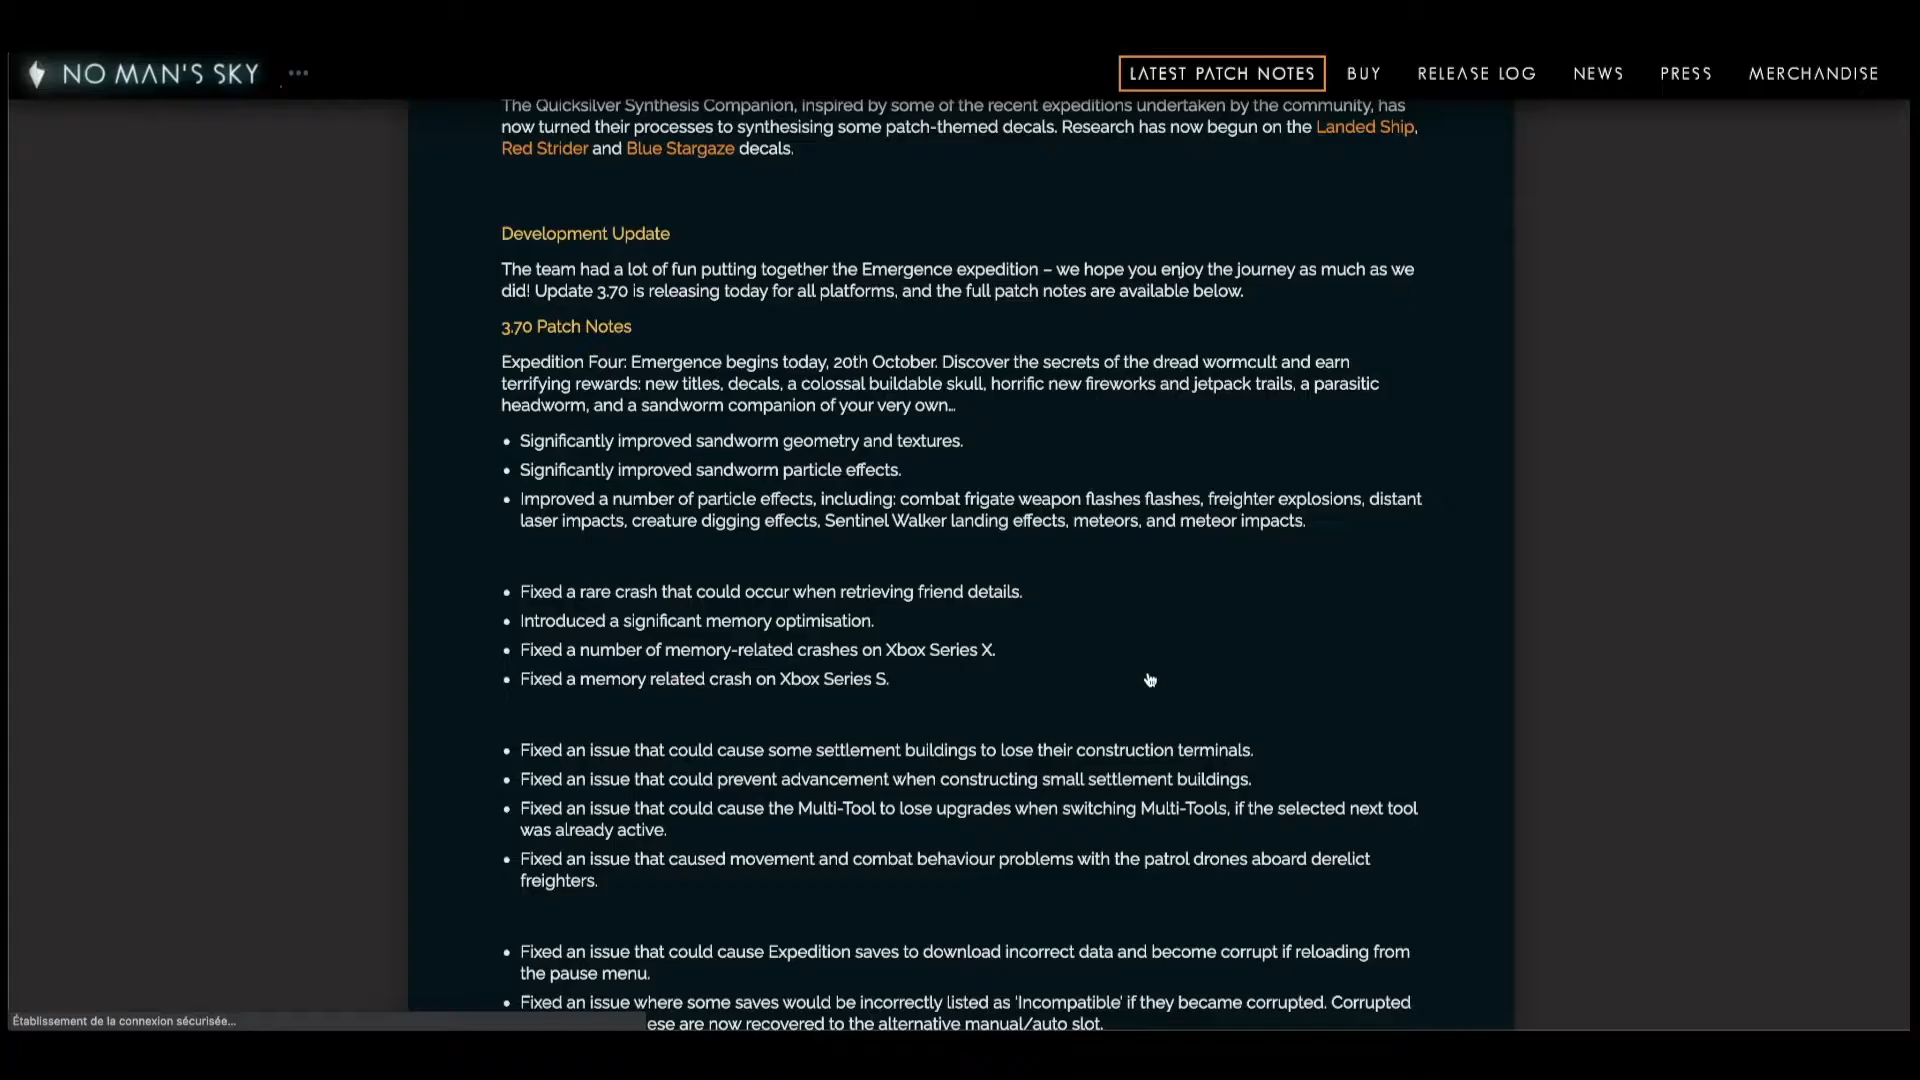 NO MAN'S SKY
LATEST PATCH NOTES
BUY
RELEASE LOG
NEWS
PRESS
MERCHANDISE
The Quicksilver Synthesis Companion, inspired by some of the recent expeditions undertaken by the community, has
now turned their processes to synthesising some patch-themed decals. Research has now begun on the Landed Ship,
Red Strider and Blue Stargaze decals.
Development Update
The team had a lot of fun putting together the Emergence expedition – we hope you enjoy the journey as much as we
did! Update 3.70 is releasing today for all platforms, and the full patch notes are available below.
3.70 Patch Notes
Expedition Four: Emergence begins today, 20th October. Discover the secrets of the dread wormcult and earn
terrifying rewards: new titles, decals, a colossal buildable skull, horrific new fireworks and jetpack trails, a parasitic
headworm, and a sandworm companion of your very own…
• Significantly improved sandworm geometry and textures.
• Significantly improved sandworm particle effects.
• Improved a number of particle effects, including: combat frigate weapon flashes flashes, freighter explosions, distant
laser impacts, creature digging effects, Sentinel Walker landing effects, meteors, and meteor impacts.
• Fixed a rare crash that could occur when retrieving friend details.
• Introduced a significant memory optimisation.
• Fixed a number of memory-related crashes on Xbox Series X.
• Fixed a memory related crash on Xbox Series S.
• Fixed an issue that could cause some settlement buildings to lose their construction terminals.
• Fixed an issue that could prevent advancement when constructing small settlement buildings.
• Fixed an issue that could cause the Multi-Tool to lose upgrades when switching Multi-Tools, if the selected next tool
was already active.
• Fixed an issue that caused movement and combat behaviour problems with the patrol drones aboard derelict
freighters.
• Fixed an issue that could cause Expedition saves to download incorrect data and become corrupt if reloading from
the pause menu.
• Fixed an issue where some saves would be incorrectly listed as 'Incompatible' if they became corrupted. Corrupted
ese are now recovered to the alternative manual/auto slot.
Établissement de la connexion sécurisée...